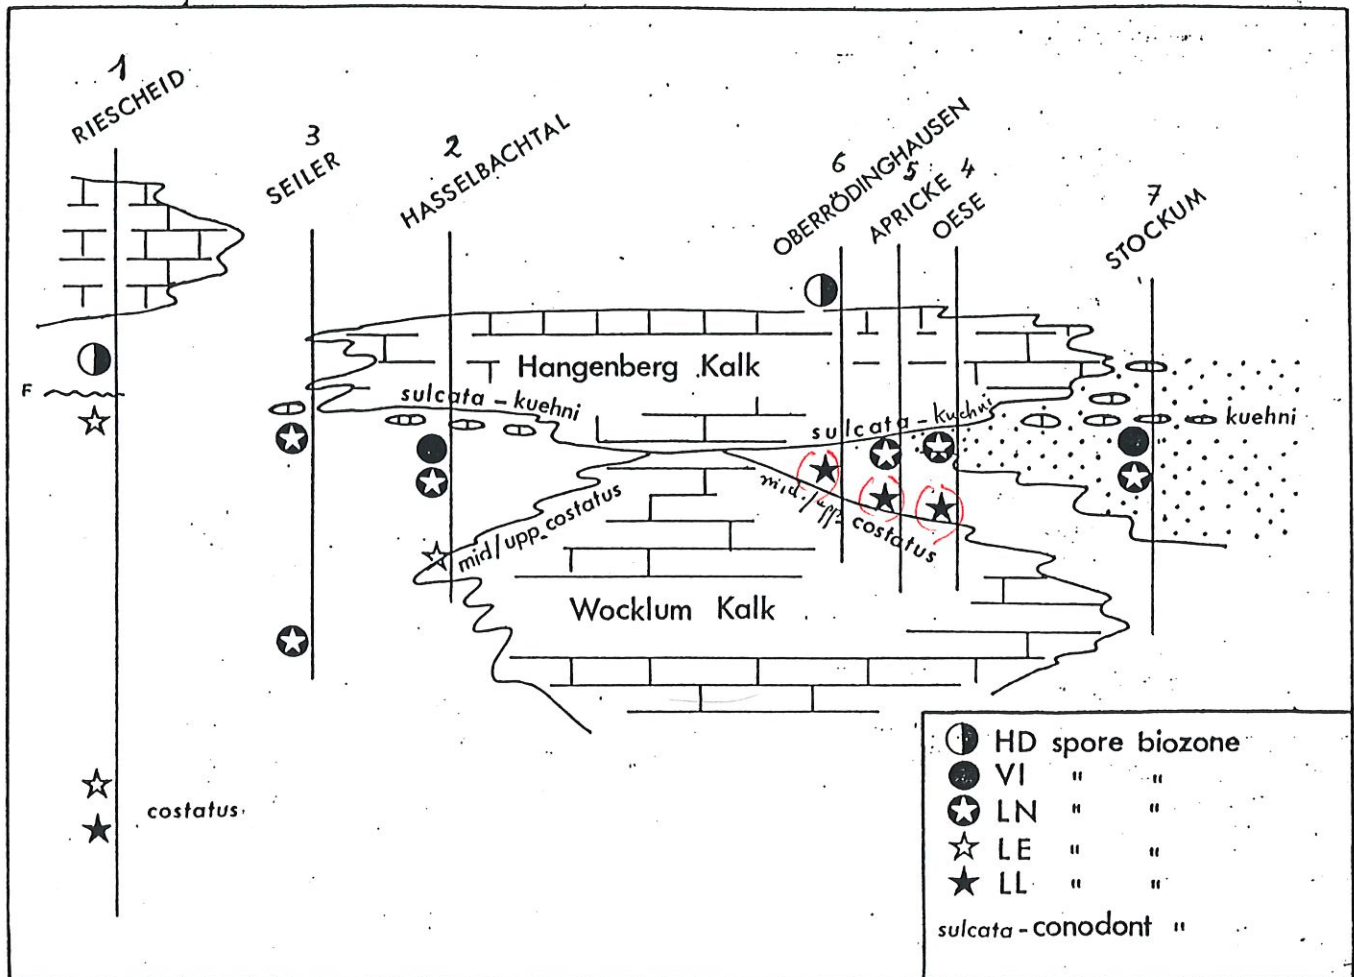 1
RIESCHEID
3
SEILER
2
HASSELBACHTAL
6
OBERRÖDINGHAUSEN
5
APRICKE
4
OESE
7
STOCKUM
Hangenberg Kalk
sulcata-kuehni
sulcata-kuehni
kuehni
F
mid/upp costatus
mid./upp costatus
Wocklum Kalk
costatus
HD spore biozone
VI " "
LN " "
LE " "
LL " "
sulcata-conodont "